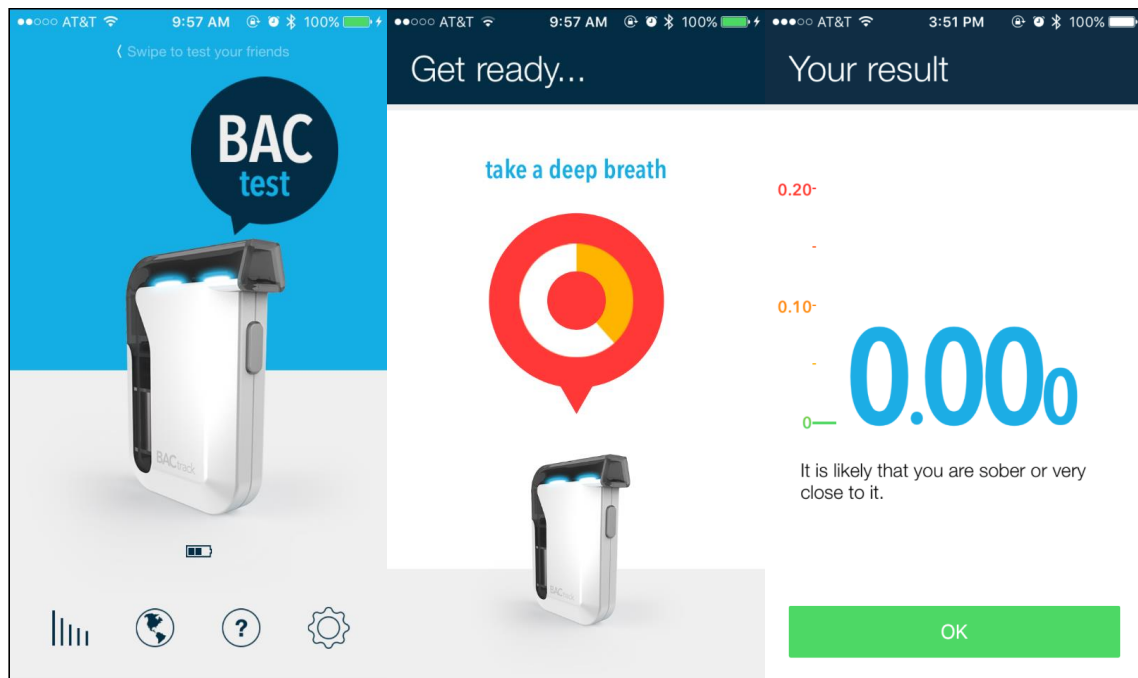 AT&T 9:57 AM 100%
Swipe to test your friends
BAC
test
BACtrack
AT&T 9:57 AM 100%
Get ready...
take a deep breath
BACtrack
AT&T 3:51 PM 100%
Your result
0.20
0.10
0.000
0
It is likely that you are sober or very
close to it.
OK